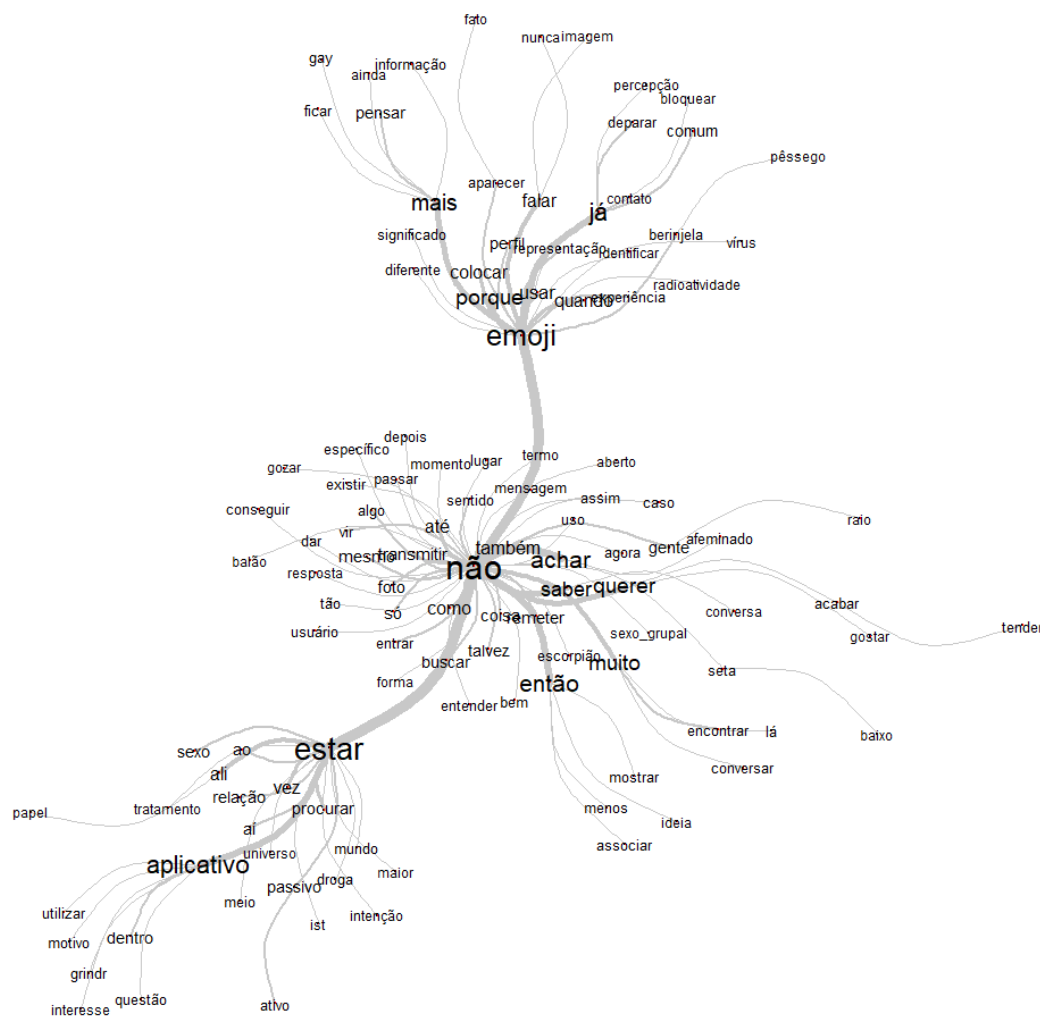 fato
nunca
imagem
gay
informação
ainda
ficar
pensar
percepção
bloquear
deparar
comum
pêssego
aparecer
mais
falar
já
contato
significado
perfil
representação
berinjela
identificar
vírus
diferente
colocar
porque
usar
quando
experiência
radioatividade
emoji
depois
específico
momento
lugar
termo
gozar
existir
passar
aberto
mensagem
sentido
assim
caso
conseguir
algo
até
uso
raio
vir
dar
também
gente
afeminado
balão
mesmo
transmitir
não
achar
agora
resposta
foto
saber
querer
tão
só
como
coisa
remeter
conversa
acabar
usuário
entrar
sexo_grupal
gostar
tender
buscar
talvez
escorpião
muito
forma
então
seta
entender
bem
encontrar
lá
baixo
sexo
ao
estar
conversar
ali
mostrar
relação
vez
papel
tratamento
procurar
menos
ideia
aí
associar
universo
mundo
aplicativo
maior
droga
passivo
meio
utilizar
ist
intenção
motivo
dentro
grindr
interesse
questão
ativo